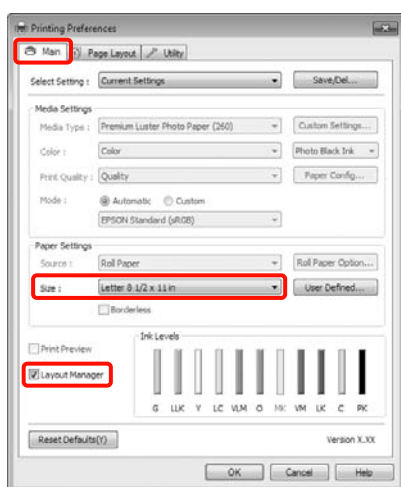 Printing Preferences
Main Page Layout Utility
Select Setting : Current Settings Save/Del...
Media Settings
Media Type : Premium Luster Photo Paper (260) Custom Settings...
Color : Color Photo Black Ink
Print Quality : Quality Paper Config...
Mode : Automatic Custom
EPSON Standard (sRGB)
Paper Settings
Source : Roll Paper Roll Paper Option...
Size : Letter 8 1/2 x 11 in User Defined...
Borderless
Ink Levels
Print Preview
Layout Manager
G LLK Y LC VLM O MK VM LK C PK
Reset Defaults(Y) Version X.XX
OK Cancel Help